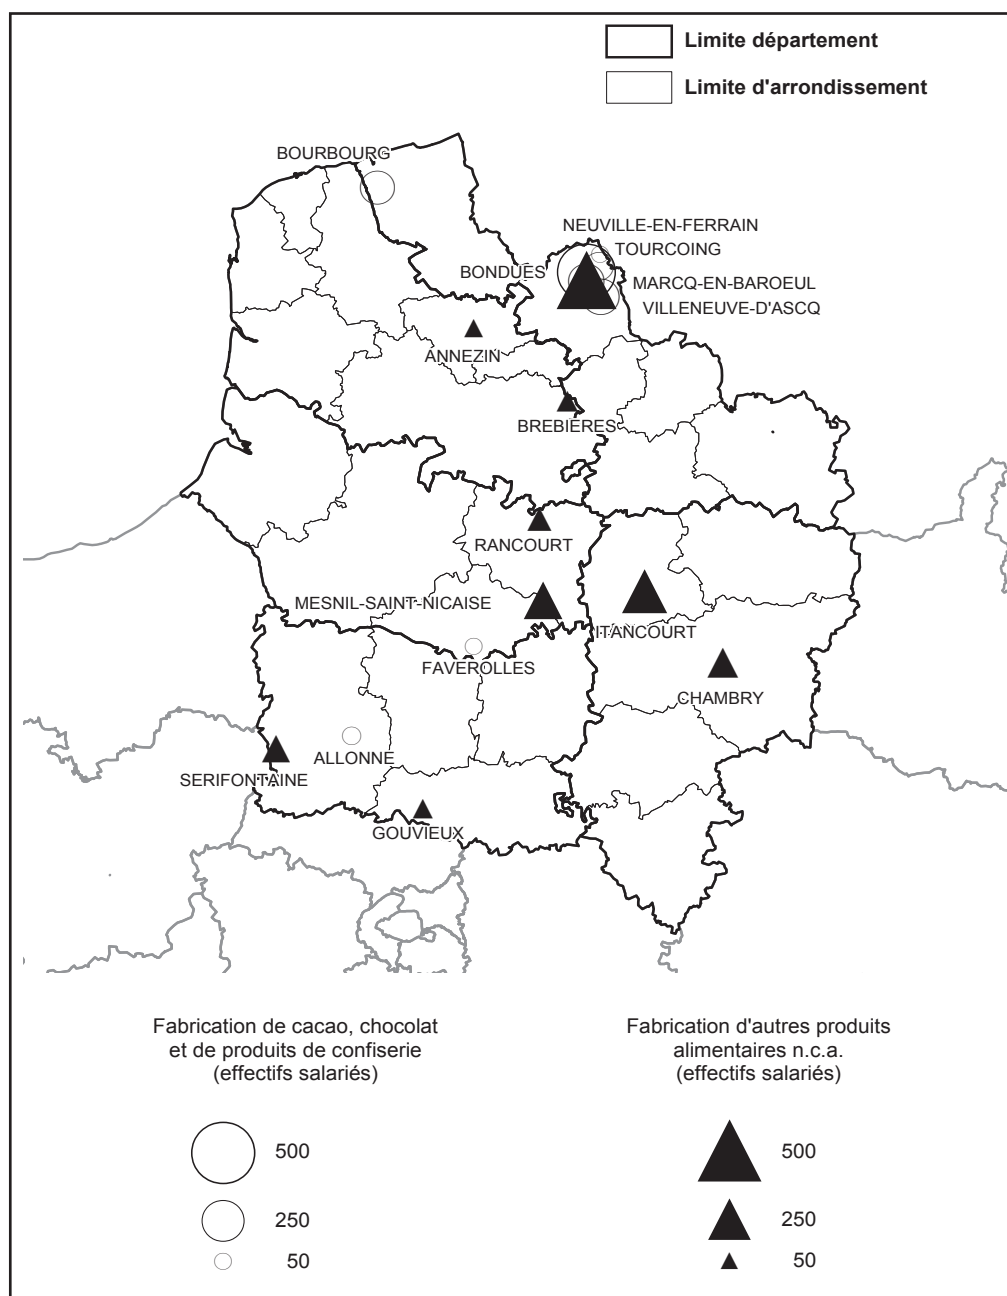 Limite département
Limite d'arrondissement
BOURBOURG
NEUVILLE-EN-FERRAIN
TOURCOING
BONDUES
MARCQ-EN-BAROEUL
VILLENEUVE-D'ASCQ
ANNEZIN
BREBIERES
RANCOURT
MESNIL-SAINT-NICAISE
ITANCOURT
FAVEROLLES
CHAMBRY
ALLONNE
SERIFONTAINE
GOUVIEUX
Fabrication de cacao, chocolat
et de produits de confiserie
(effectifs salariés)
500
250
50
Fabrication d'autres produits
alimentaires n.c.a.
(effectifs salariés)
500
250
50